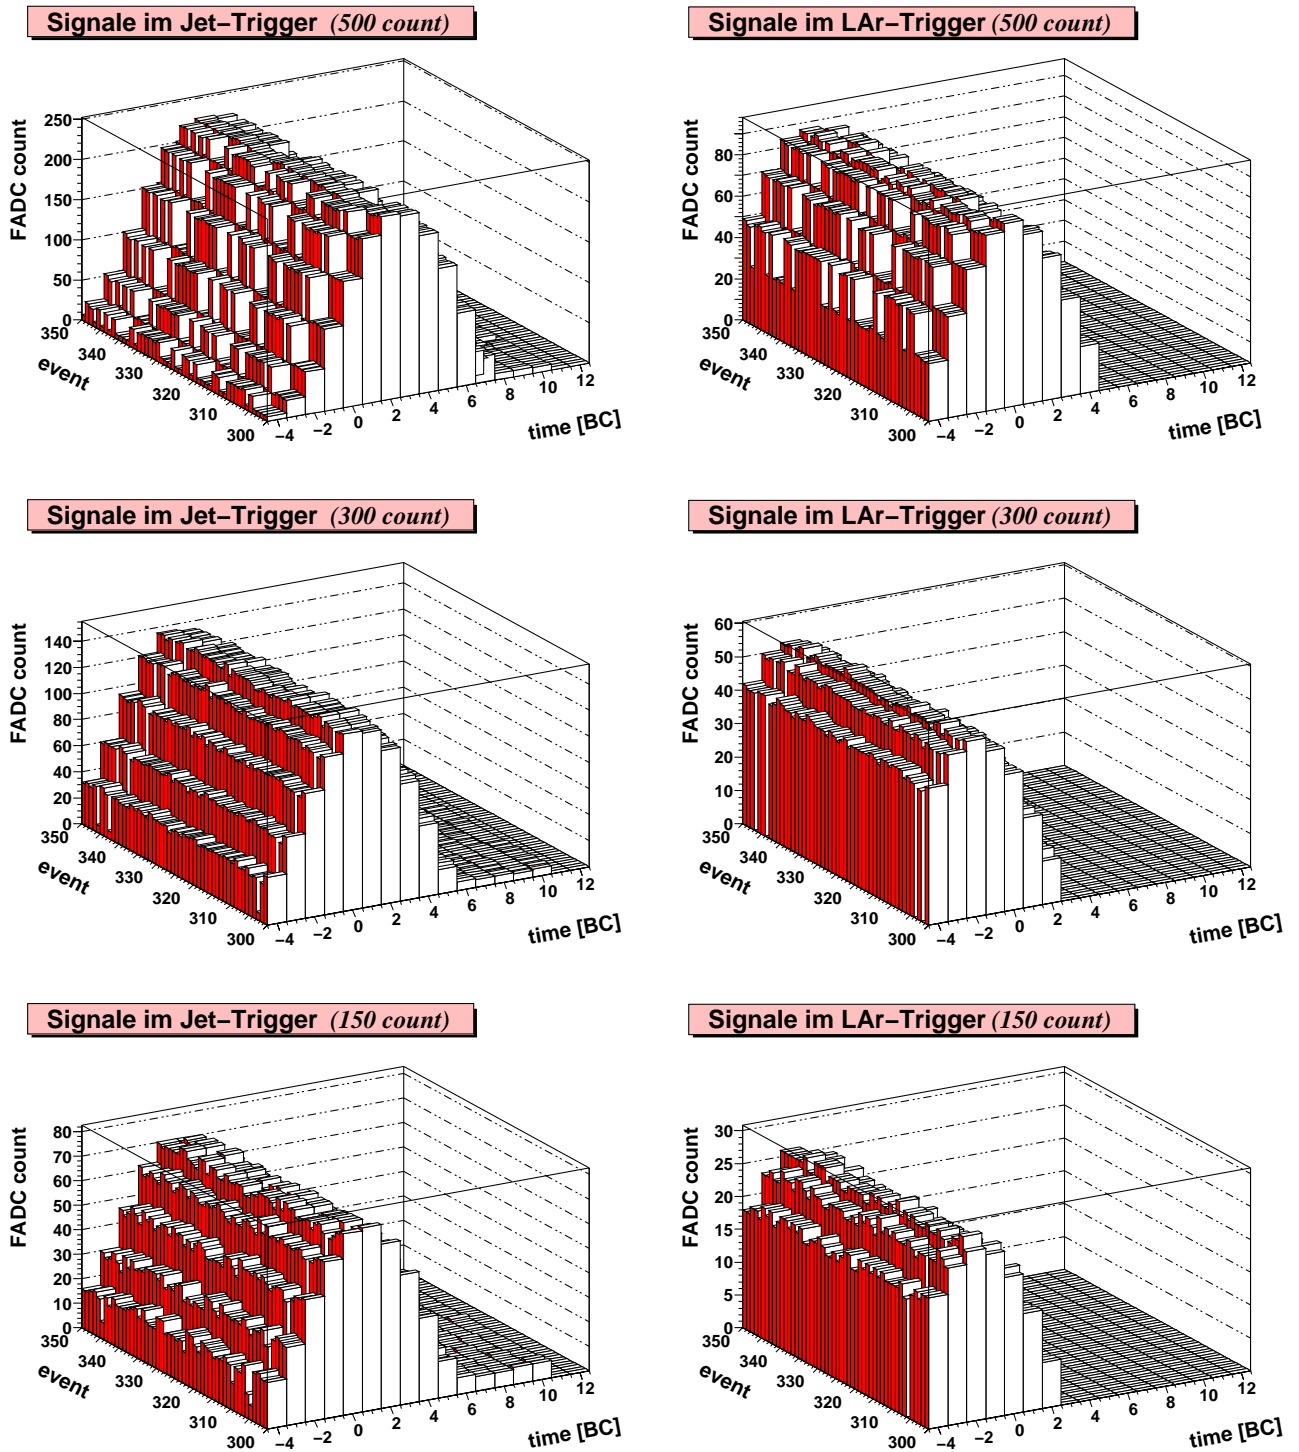 Signale im Jet−Trigger (500 count)
FADC count
250
200
150
100
50
0
350
340
330
320
310
300
event
−4 −2 0 2 4 6 8 10 12
time [BC]
Signale im LAr−Trigger (500 count)
FADC count
80
60
40
20
0
350
340
330
320
310
300
event
−4 −2 0 2 4 6 8 10 12
time [BC]
Signale im Jet−Trigger (300 count)
FADC count
140
120
100
80
60
40
20
0
350
340
330
320
310
300
event
−4 −2 0 2 4 6 8 10 12
time [BC]
Signale im LAr−Trigger (300 count)
FADC count
60
50
40
30
20
10
0
350
340
330
320
310
300
event
−4 −2 0 2 4 6 8 10 12
time [BC]
Signale im Jet−Trigger (150 count)
FADC count
80
70
60
50
40
30
20
10
0
350
340
330
320
310
300
event
−4 −2 0 2 4 6 8 10 12
time [BC]
Signale im LAr−Trigger (150 count)
FADC count
30
25
20
15
10
5
0
350
340
330
320
310
300
event
−4 −2 0 2 4 6 8 10 12
time [BC]